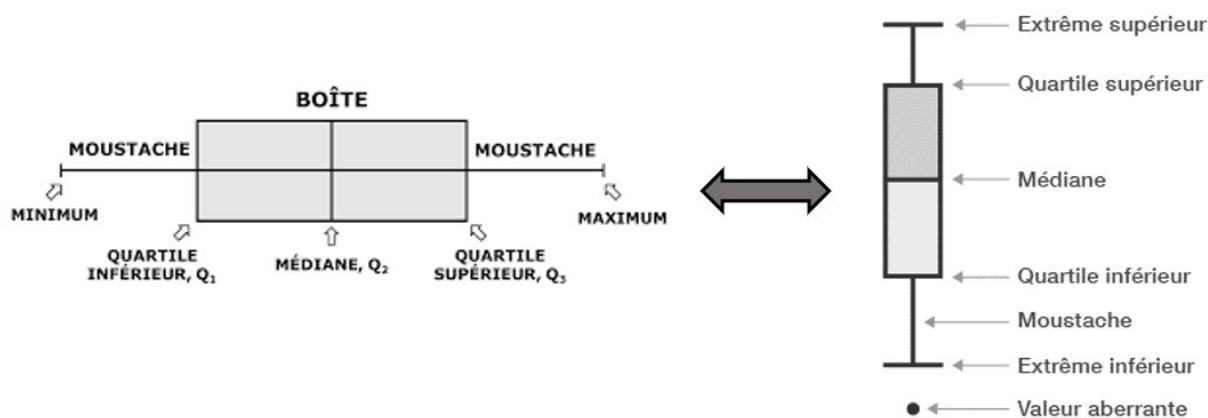 BOÎTE
MOUSTACHE
MOUSTACHE
MINIMUM
MAXIMUM
QUARTILE
INFÉRIEUR, Q₁
MÉDIANE, Q₂
QUARTILE
SUPÉRIEUR, Q₃
Extrême supérieur
Quartile supérieur
Médiane
Quartile inférieur
Moustache
Extrême inférieur
Valeur aberrante